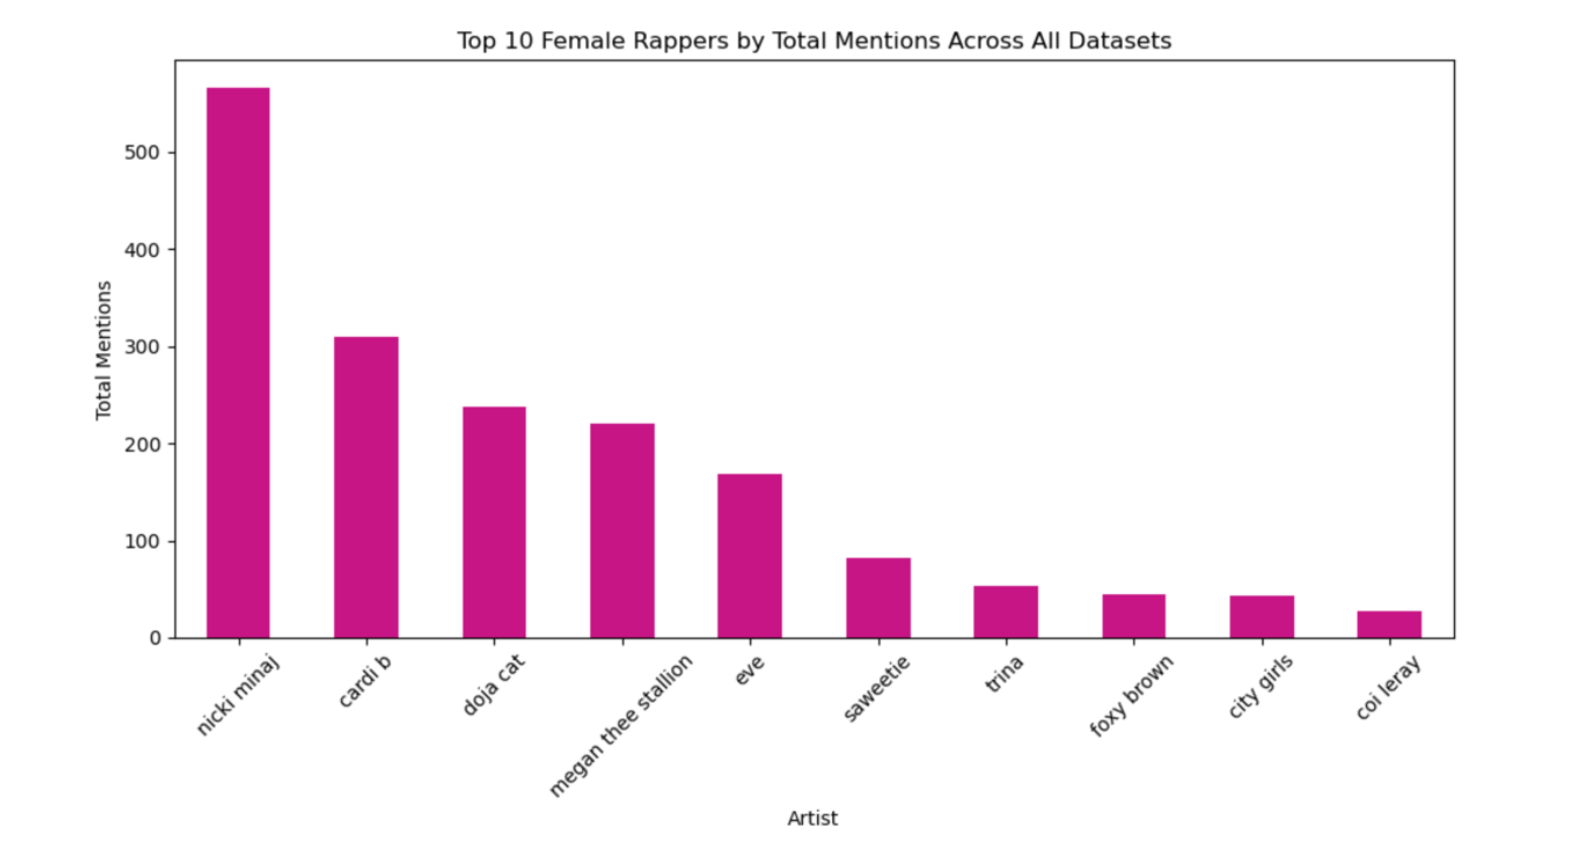 Top 10 Female Rappers by Total Mentions Across All Datasets
Total Mentions
500
400
300
200
100
0
nicki minaj
cardi b
doja cat
megan thee stallion
eve
saweetie
trina
foxy brown
city girls
coi leray
Artist